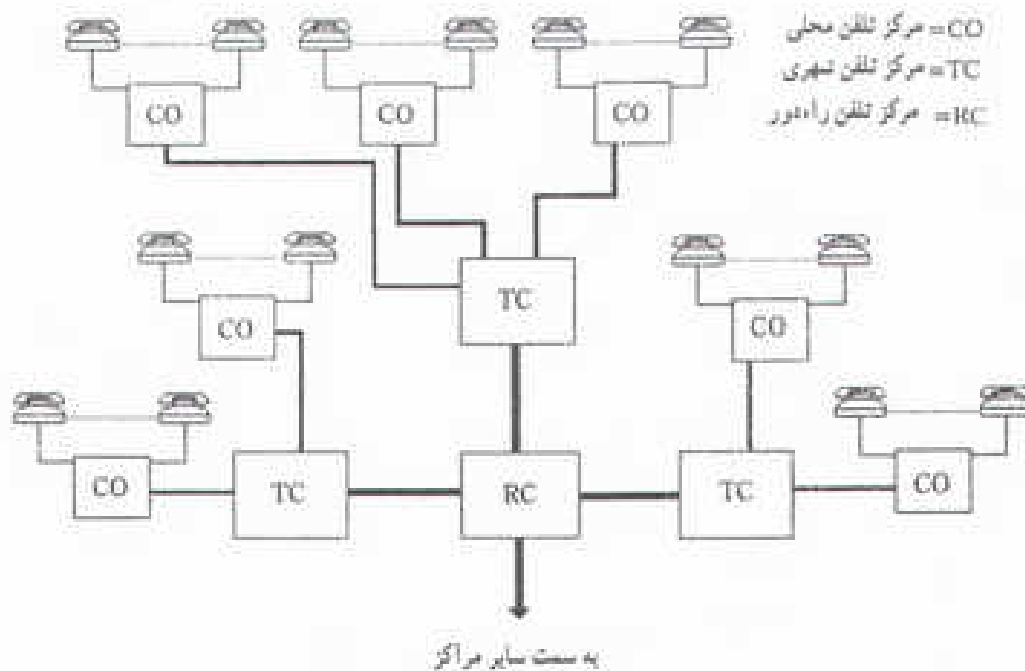 CO= مرکز تلفن محلی
TC= مرکز تلفن شهری
RC= مرکز تلفن راه دور
CO
CO
CO
TC
CO
CO
CO
TC
RC
TC
CO
به سمت سایر مراکز